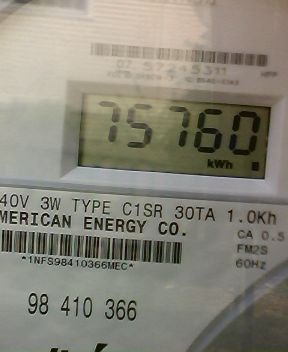 75760
kWh
40V 3W TYPE C1SR 30TA 1.0Kh
MERICAN ENERGY CO.
CA 0.5
FM2S
60Hz
*1NFS98410366MEC*
98 410 366